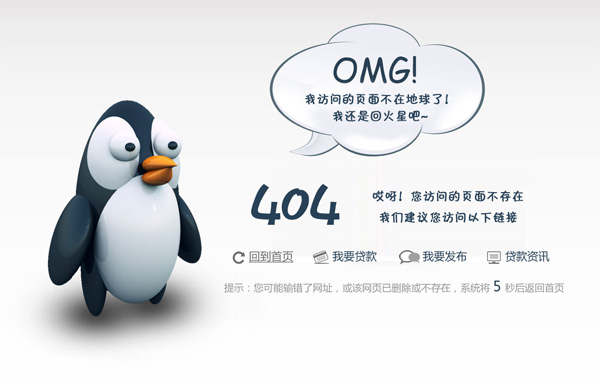 OMG!
我访问的页面不在地球了!
我还是回火星吧~
404
哎呀! 您访问的页面不存在
我们建议您访问以下链接
回到首页 我要贷款 我要发布 贷款资讯
提示：您可能输错了网址，或该网页已删除或不存在，系统将 5 秒后返回首页